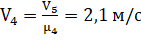 V₄ = V₅/μ₄ = 2,1 м/с